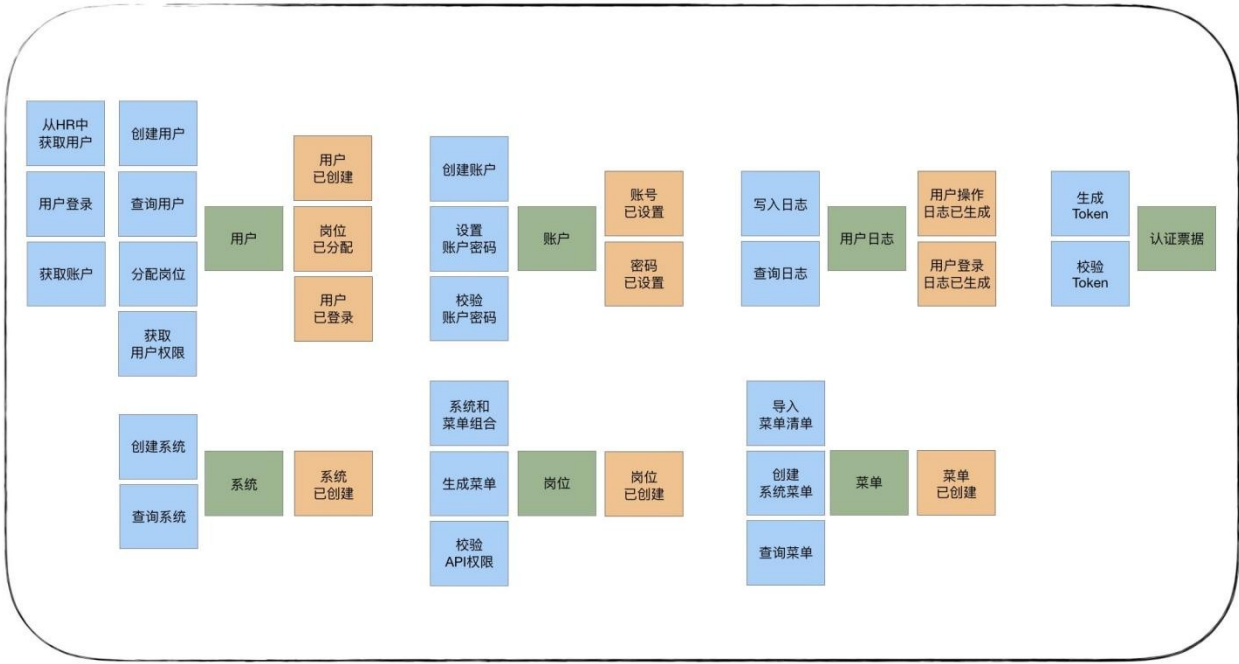 从HR中
获取用户
用户登录
获取账户
创建用户
查询用户
分配岗位
获取
用户权限
用户
用户
已创建
岗位
已分配
用户
已登录
创建账户
设置
账户密码
校验
账户密码
账户
账号
已设置
密码
已设置
写入日志
查询日志
用户日志
用户操作
日志已生成
用户登录
日志已生成
生成
Token
校验
Token
认证票据
创建系统
查询系统
系统
系统
已创建
系统和
菜单组合
生成菜单
校验
API权限
岗位
岗位
已创建
导入
菜单清单
创建
系统菜单
查询菜单
菜单
菜单
已创建